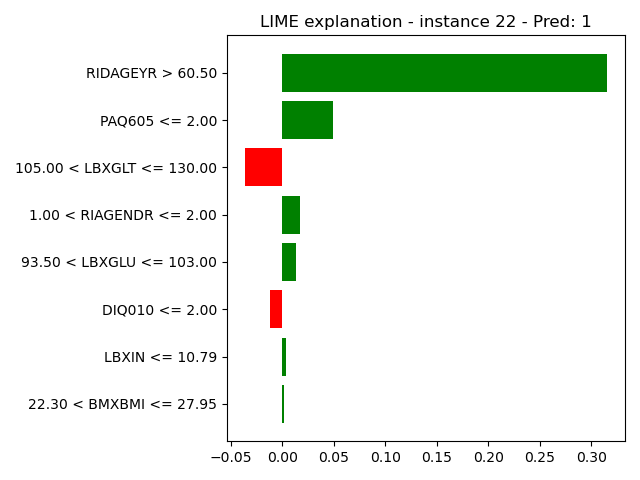 LIME explanation - instance 22 - Pred: 1
RIDAGEYR > 60.50
PAQ605 <= 2.00
105.00 < LBXGLT <= 130.00
1.00 < RIAGENDR <= 2.00
93.50 < LBXGLU <= 103.00
DIQ010 <= 2.00
LBXIN <= 10.79
22.30 < BMXBMI <= 27.95
−0.05 0.00 0.05 0.10 0.15 0.20 0.25 0.30